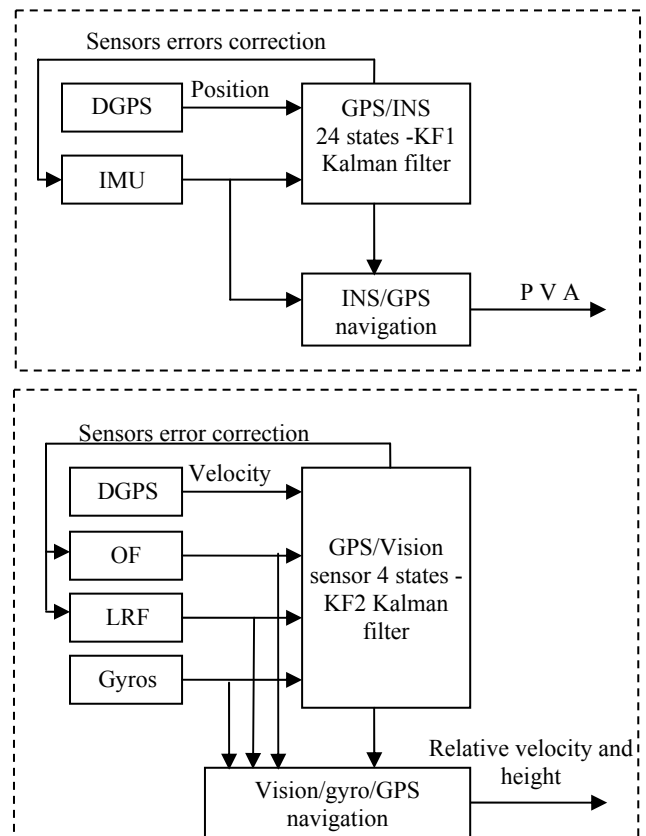 Sensors errors correction
DGPS
Position
GPS/INS
24 states -KF1
Kalman filter
IMU
INS/GPS
navigation
P V A
Sensors error correction
DGPS
Velocity
OF
GPS/Vision
sensor 4 states -
KF2 Kalman
filter
LRF
Gyros
Relative velocity and
height
Vision/gyro/GPS
navigation